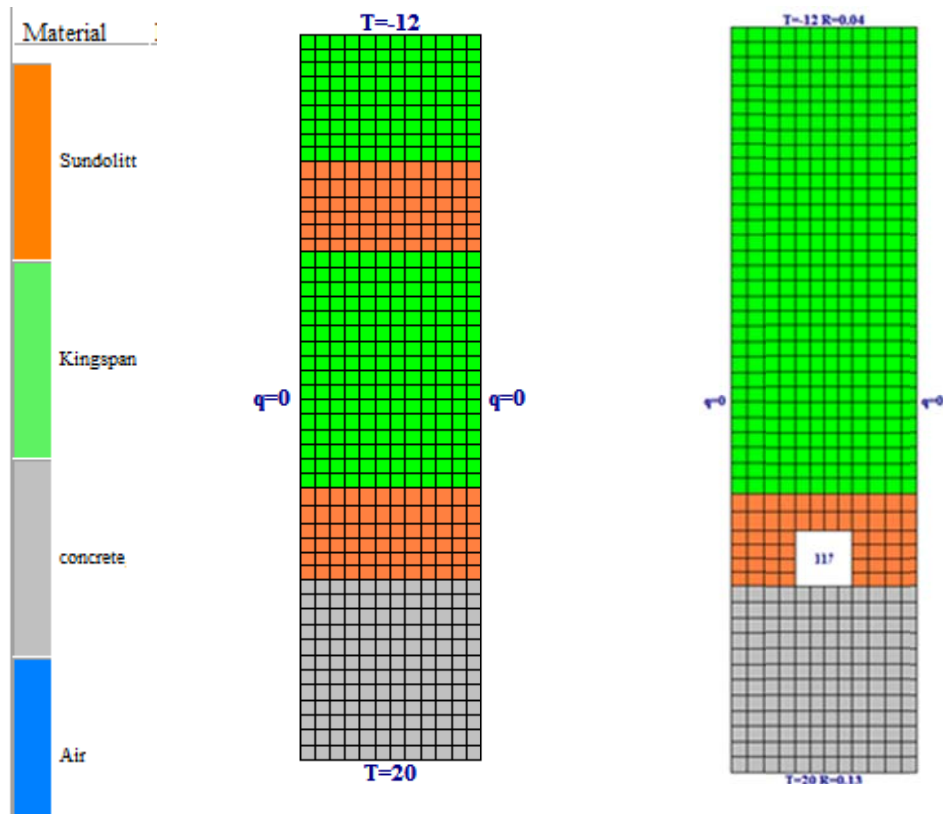 Material
Sundolitt
Kingspan
concrete
Air
T=-12
q=0
q=0
T=20
T=-12 R=0.04
q=0
q=0
117
T=20 R=0.13